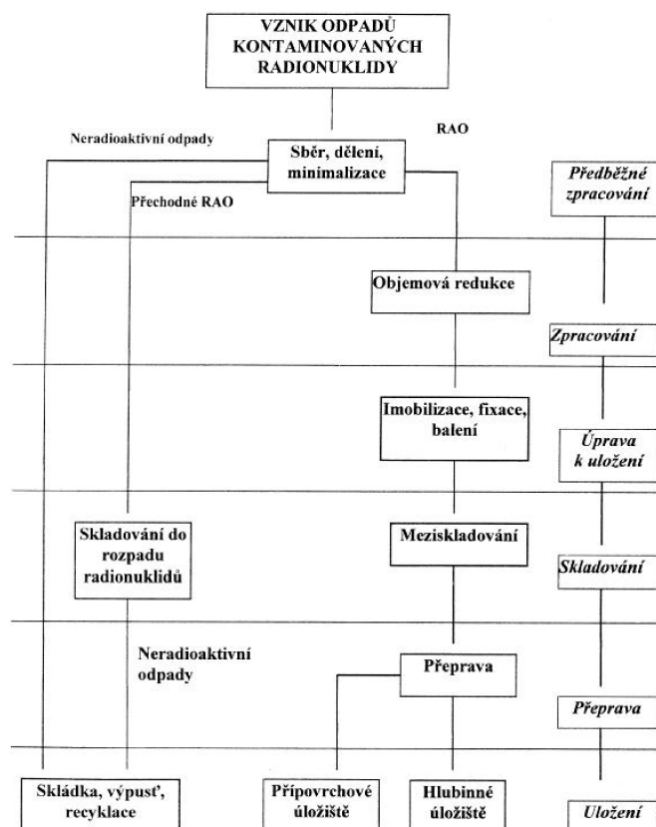 VZNIK ODPADŮ
KONTAMINOVANÝCH
RADIONUKLIDY
Neradioaktivní odpady
RAO
Sběr, dělení,
minimalizace
Předběžné
zpracování
Přechodné RAO
Objemová redukce
Zpracování
Imobilizace, fixace,
balení
Úprava
k uložení
Skladování do
rozpadu
radionuklidů
Meziskladování
Skladování
Neradioaktivní
odpady
Přeprava
Přeprava
Skládka, výpusť,
recyklace
Přípovrchové
úložiště
Hlubinné
úložiště
Uložení